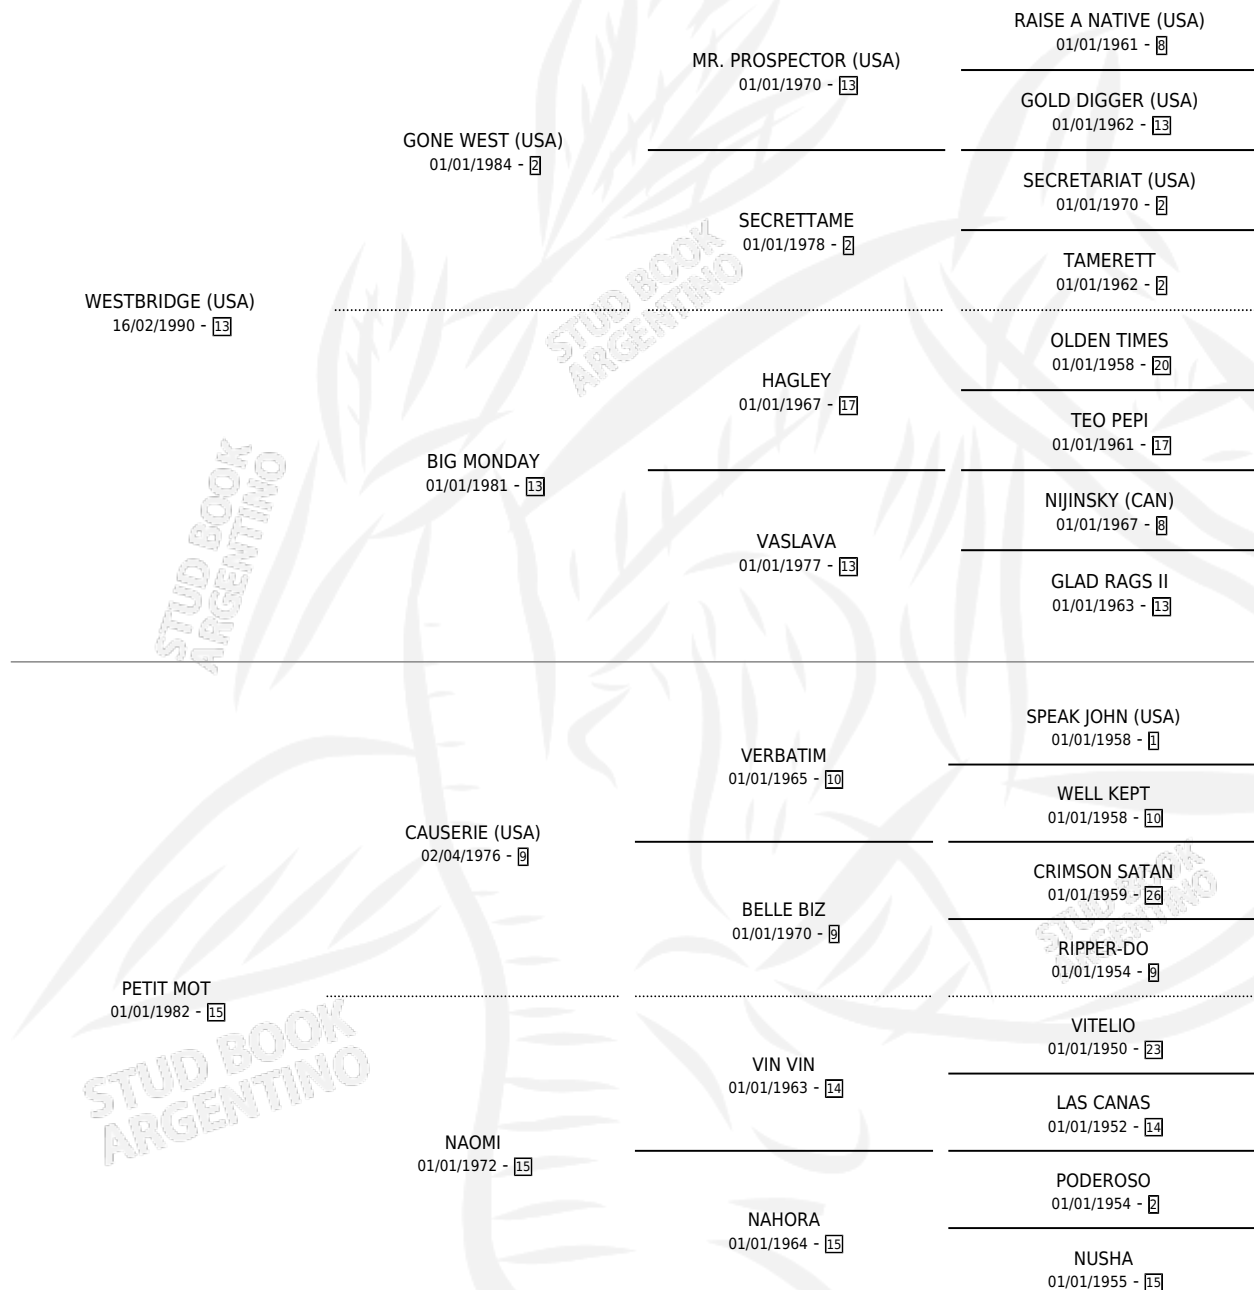 RAISE A NATIVE (USA)
01/01/1961 - 8
MR. PROSPECTOR (USA)
01/01/1970 - 13
GOLD DIGGER (USA)
01/01/1962 - 13
GONE WEST (USA)
01/01/1984 - 2
SECRETARIAT (USA)
01/01/1970 - 2
SECRETTAME
01/01/1978 - 2
TAMERETT
01/01/1962 - 2
WESTBRIDGE (USA)
16/02/1990 - 13
OLDEN TIMES
01/01/1958 - 20
HAGLEY
01/01/1967 - 17
TEO PEPI
01/01/1961 - 17
BIG MONDAY
01/01/1981 - 13
NIJINSKY (CAN)
01/01/1967 - 8
VASLAVA
01/01/1977 - 13
GLAD RAGS II
01/01/1963 - 13
SPEAK JOHN (USA)
01/01/1958 - 1
VERBATIM
01/01/1965 - 10
WELL KEPT
01/01/1958 - 10
CAUSERIE (USA)
02/04/1976 - 9
CRIMSON SATAN
01/01/1959 - 26
BELLE BIZ
01/01/1970 - 9
RIPPER-DO
01/01/1954 - 9
PETIT MOT
01/01/1982 - 15
VITELIO
01/01/1950 - 23
VIN VIN
01/01/1963 - 14
LAS CANAS
01/01/1952 - 14
NAOMI
01/01/1972 - 15
PODEROSO
01/01/1954 - 2
NAHORA
01/01/1964 - 15
NUSHA
01/01/1955 - 15
STUD BOOK
ARGENTINO
STUD BOOK
ARGENTINO
STUD BOOK
ARGENTINO
STUD BOOK
ARGENTINO